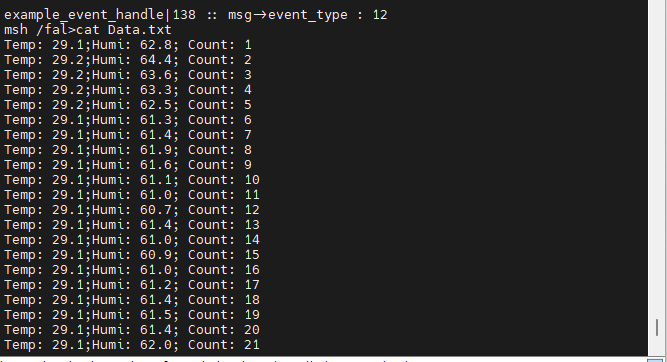 example_event_handle|138 :: msg→event_type : 12
msh /fal>cat Data.txt
Temp: 29.1;Humi: 62.8; Count: 1
Temp: 29.2;Humi: 64.4; Count: 2
Temp: 29.2;Humi: 63.6; Count: 3
Temp: 29.2;Humi: 63.3; Count: 4
Temp: 29.2;Humi: 62.5; Count: 5
Temp: 29.1;Humi: 61.3; Count: 6
Temp: 29.1;Humi: 61.4; Count: 7
Temp: 29.1;Humi: 61.9; Count: 8
Temp: 29.1;Humi: 61.6; Count: 9
Temp: 29.1;Humi: 61.1; Count: 10
Temp: 29.1;Humi: 61.0; Count: 11
Temp: 29.1;Humi: 60.7; Count: 12
Temp: 29.1;Humi: 61.4; Count: 13
Temp: 29.1;Humi: 61.0; Count: 14
Temp: 29.1;Humi: 60.9; Count: 15
Temp: 29.1;Humi: 61.0; Count: 16
Temp: 29.1;Humi: 61.2; Count: 17
Temp: 29.1;Humi: 61.4; Count: 18
Temp: 29.1;Humi: 61.5; Count: 19
Temp: 29.1;Humi: 61.4; Count: 20
Temp: 29.1;Humi: 62.0; Count: 21